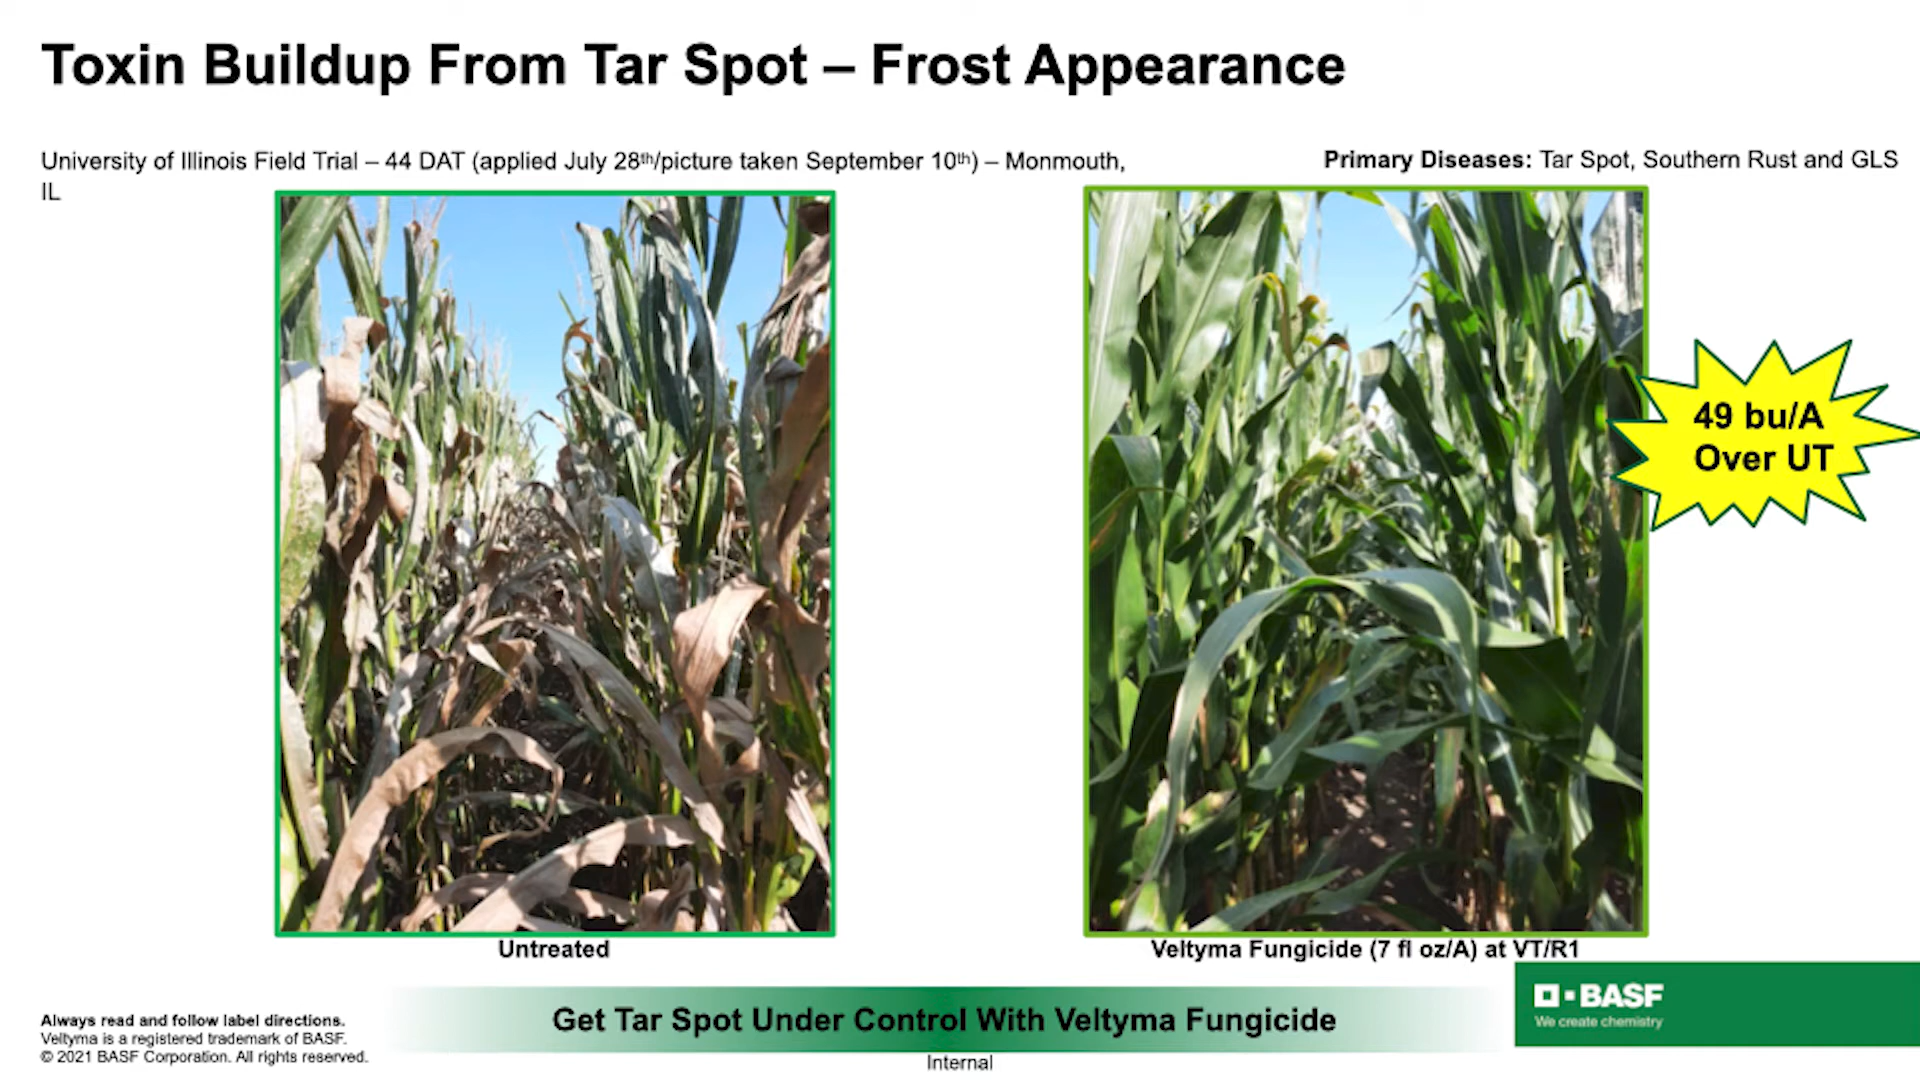 Toxin Buildup From Tar Spot – Frost Appearance
University of Illinois Field Trial – 44 DAT (applied July 28th/picture taken September 10th) – Monmouth,
IL
Primary Diseases: Tar Spot, Southern Rust and GLS
49 bu/A
Over UT
Untreated
Veltyma Fungicide (7 fl oz/A) at VT/R1
Get Tar Spot Under Control With Veltyma Fungicide
Always read and follow label directions.
Veltyma is a registered trademark of BASF.
© 2021 BASF Corporation. All rights reserved.
Internal
BASF
We create chemistry